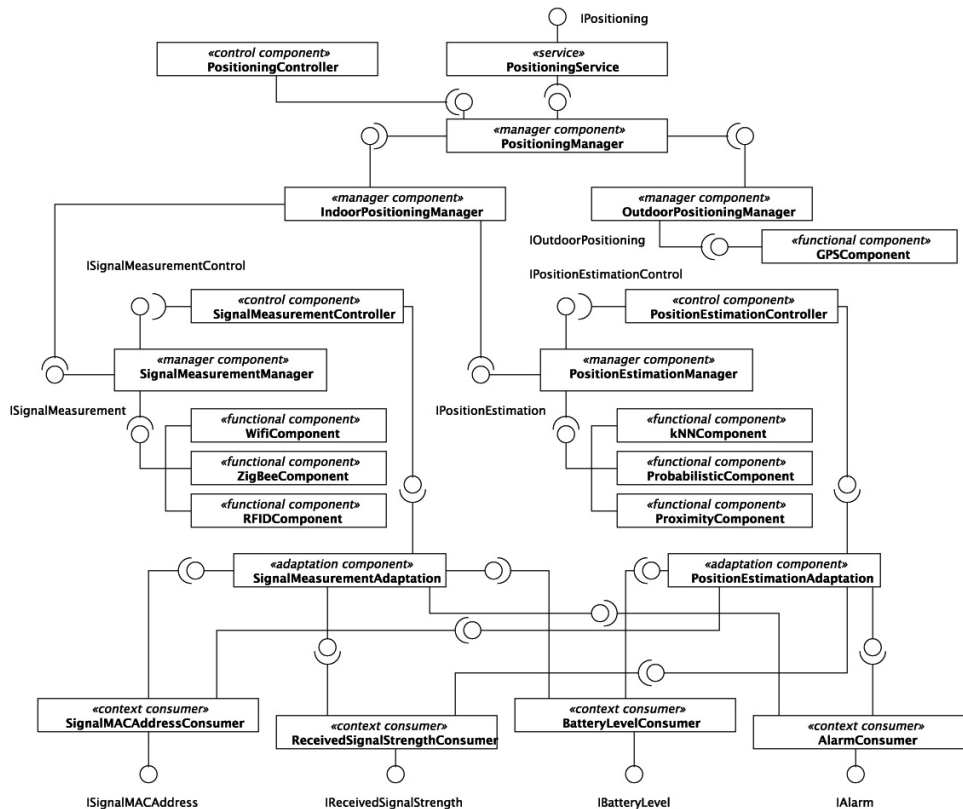 IPositioning
«control component»
PositioningController
«service»
PositioningService
«manager component»
PositioningManager
«manager component»
IndoorPositioningManager
«manager component»
OutdoorPositioningManager
IOutdoorPositioning
«functional component»
GPSComponent
ISignalMeasurementControl
IPositionEstimationControl
«control component»
SignalMeasurementController
«control component»
PositionEstimationController
«manager component»
SignalMeasurementManager
«manager component»
PositionEstimationManager
ISignalMeasurement
IPositionEstimation
«functional component»
WifiComponent
«functional component»
kNNComponent
«functional component»
ZigBeeComponent
«functional component»
ProbabilisticComponent
«functional component»
RFIDComponent
«functional component»
ProximityComponent
«adaptation component»
SignalMeasurementAdaptation
«adaptation component»
PositionEstimationAdaptation
«context consumer»
SignalMACAddressConsumer
«context consumer»
ReceivedSignalStrengthConsumer
«context consumer»
BatteryLevelConsumer
«context consumer»
AlarmConsumer
ISignalMACAddress
IReceivedSignalStrength
IBatteryLevel
IAlarm